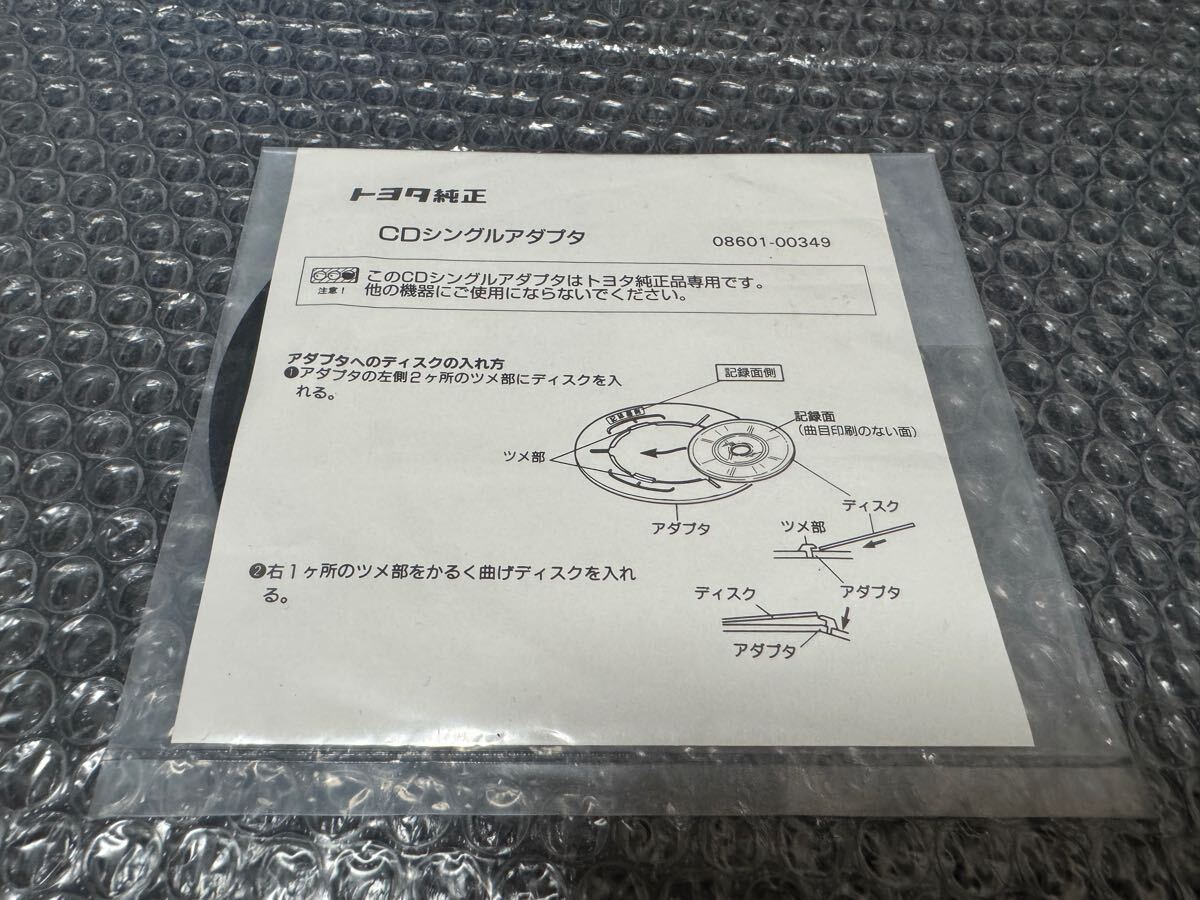 トヨタ純正
CDシングルアダプタ
08601-00349
注意！
このCDシングルアダプタはトヨタ純正品専用です。
他の機器にご使用にならないでください。
アダプタへのディスクの入れ方
❶アダプタの左側2ヶ所のツメ部にディスクを入
れる。
記録面側
記録面側
記録面
（曲目印刷のない面）
ツメ部
アダプタ
ディスク
ツメ部
アダプタ
❷右1ヶ所のツメ部をかるく曲げディスクを入れ
る。
ディスク
アダプタ